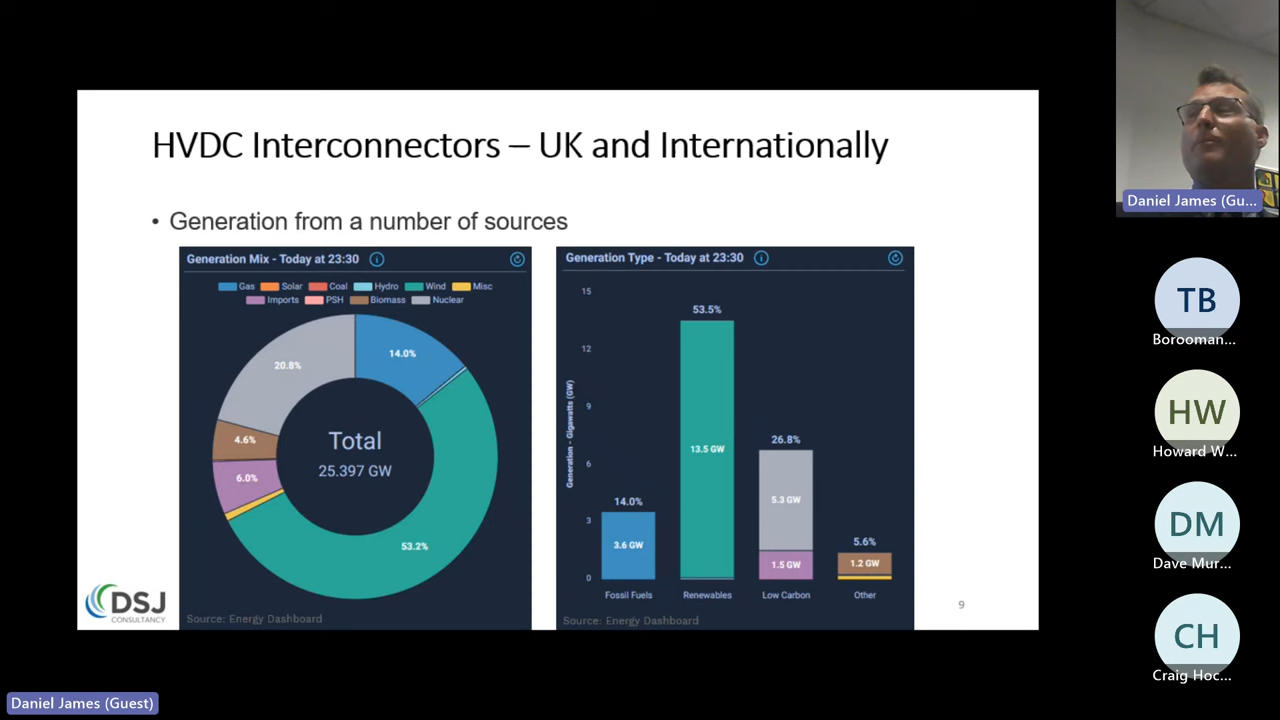 HVDC Interconnectors – UK and Internationally
• Generation from a number of sources
Generation Mix - Today at 23:30
Gas Solar Coal Hydro Wind Misc
Imports PSH Biomass Nuclear
14.0%
20.8%
4.6%
6.0%
53.2%
Total
25.397 GW
Source: Energy Dashboard
Generation Type - Today at 23:30
Generation - Gigawatts (GW)
15
12
9
6
3
0
14.0%
3.6 GW
53.5%
13.5 GW
26.8%
5.3 GW
1.5 GW
5.6%
1.2 GW
Fossil Fuels Renewables Low Carbon Other
Source: Energy Dashboard
DSJ
CONSULTANCY
9
Daniel James (Gu...
TB
Borooman...
HW
Howard W...
DM
Dave Mur...
CH
Craig Hoc...
Daniel James (Guest)